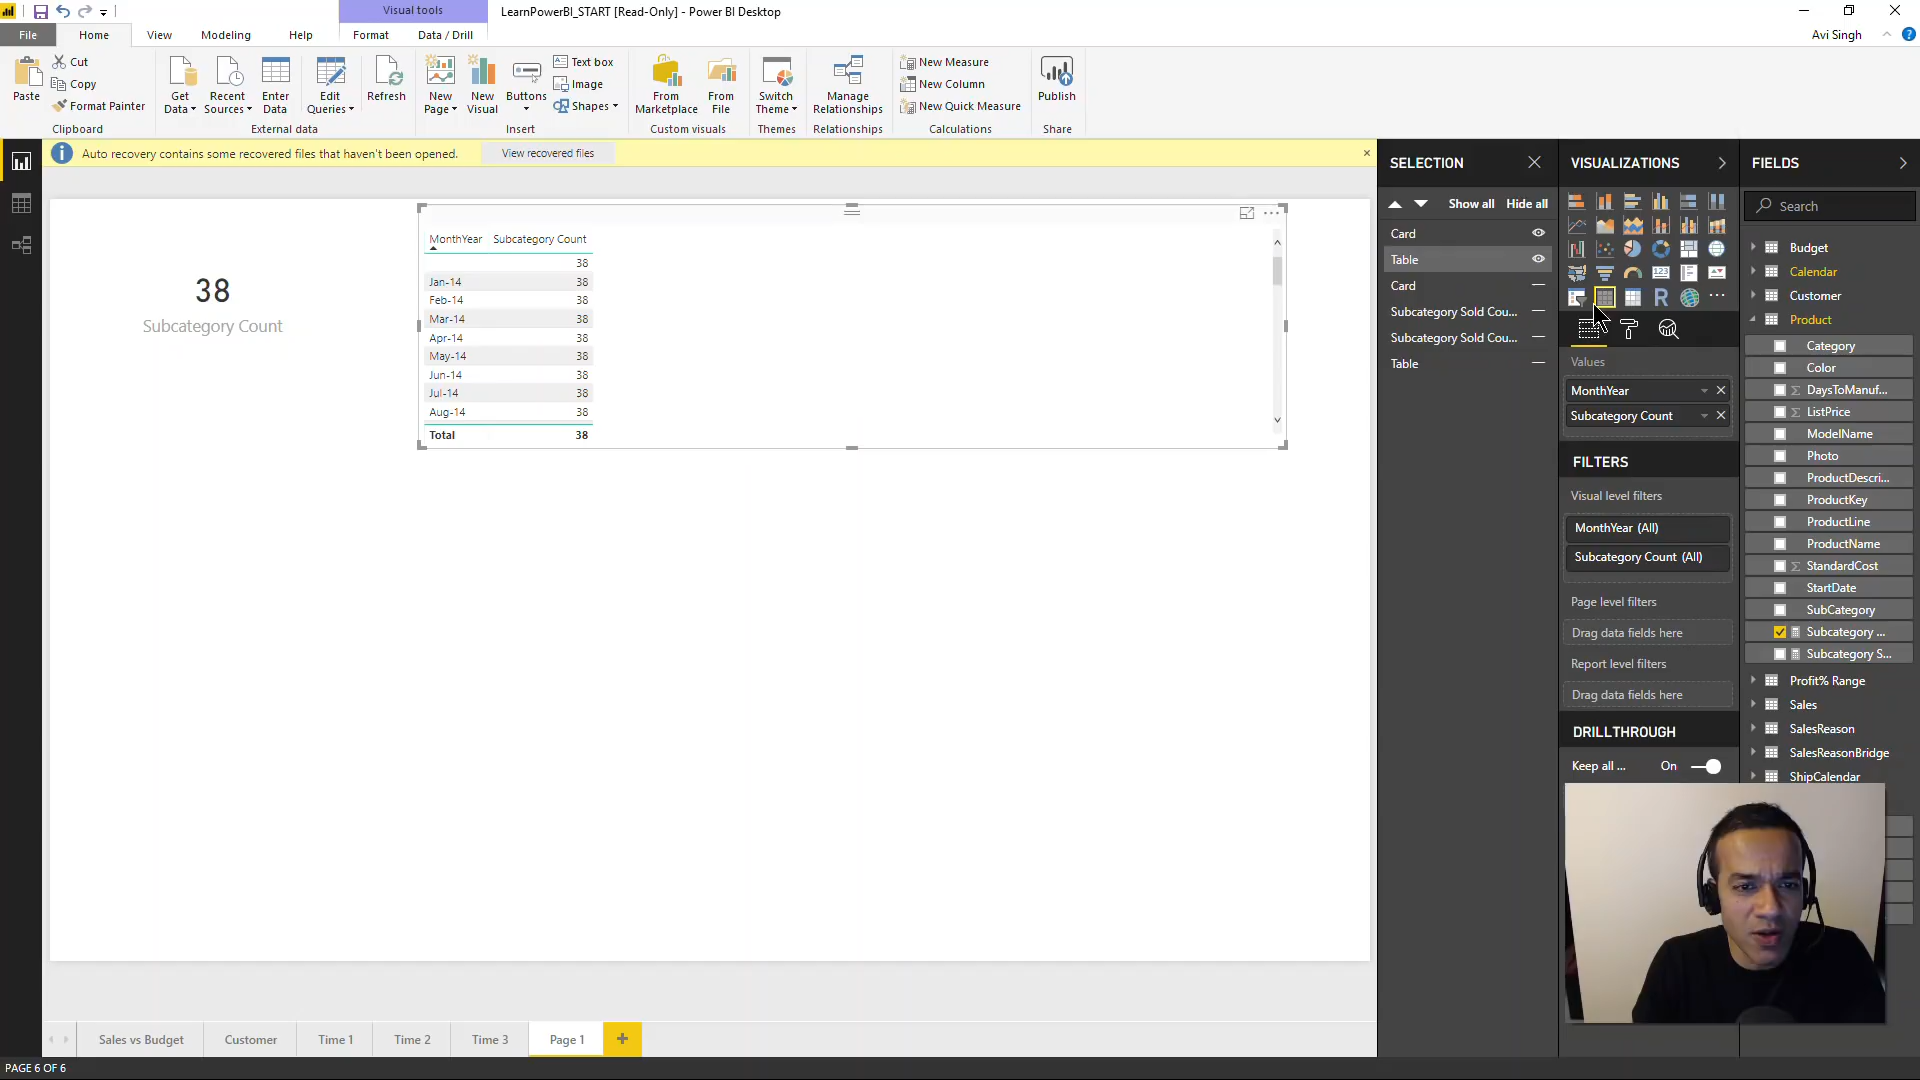 Visual tools
LearnPowerBI_START [Read-Only] - Power BI Desktop
File
Home
View
Modeling
Help
Format
Data / Drill
Avi Singh
Paste
Cut
Copy
Format Painter
Clipboard
Get Data
Recent Sources
Enter Data
Edit Queries
External data
Refresh
New Page
New Visual
Buttons
Text box
Image
Shapes
Insert
From Marketplace
From File
Custom visuals
Switch Theme
Themes
Manage Relationships
Relationships
New Measure
New Column
New Quick Measure
Calculations
Publish
Share
Auto recovery contains some recovered files that haven't been opened.
View recovered files
38
Subcategory Count
MonthYear Subcategory Count
38
Jan-14 38
Feb-14 38
Mar-14 38
Apr-14 38
May-14 38
Jun-14 38
Jul-14 38
Aug-14 38
Total 38
SELECTION
Show all
Hide all
Card
Table
Card
Subcategory Sold Cou...
Subcategory Sold Cou...
Table
VISUALIZATIONS
123
R
Values
MonthYear
Subcategory Count
FILTERS
Visual level filters
MonthYear (All)
Subcategory Count (All)
Page level filters
Drag data fields here
Report level filters
Drag data fields here
DRILLTHROUGH
Keep all ... On
FIELDS
Search
Budget
Calendar
Customer
Product
Category
Color
DaysToManuf...
ListPrice
ModelName
Photo
ProductDescri...
ProductKey
ProductLine
ProductName
StandardCost
StartDate
SubCategory
Subcategory ...
Subcategory S...
Profit% Range
Sales
SalesReason
SalesReasonBridge
ShipCalendar
Sales vs Budget
Customer
Time 1
Time 2
Time 3
Page 1
PAGE 6 OF 6